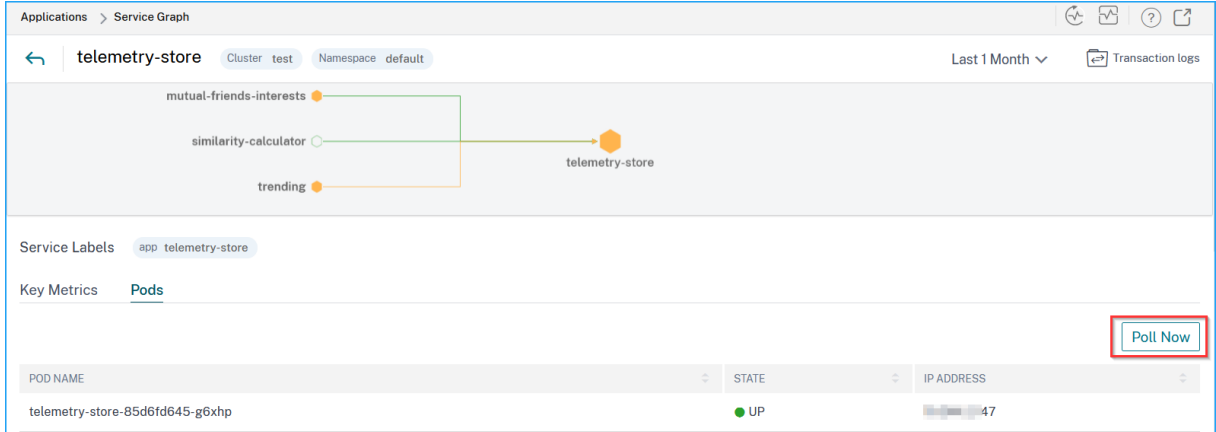 Applications > Service Graph
telemetry-store Cluster test Namespace default Last 1 Month Transaction logs
mutual-friends-interests
similarity-calculator
telemetry-store
trending
Service Labels app telemetry-store
Key Metrics Pods
Poll Now
POD NAME STATE IP ADDRESS
telemetry-store-85d6fd645-g6xhp UP 47